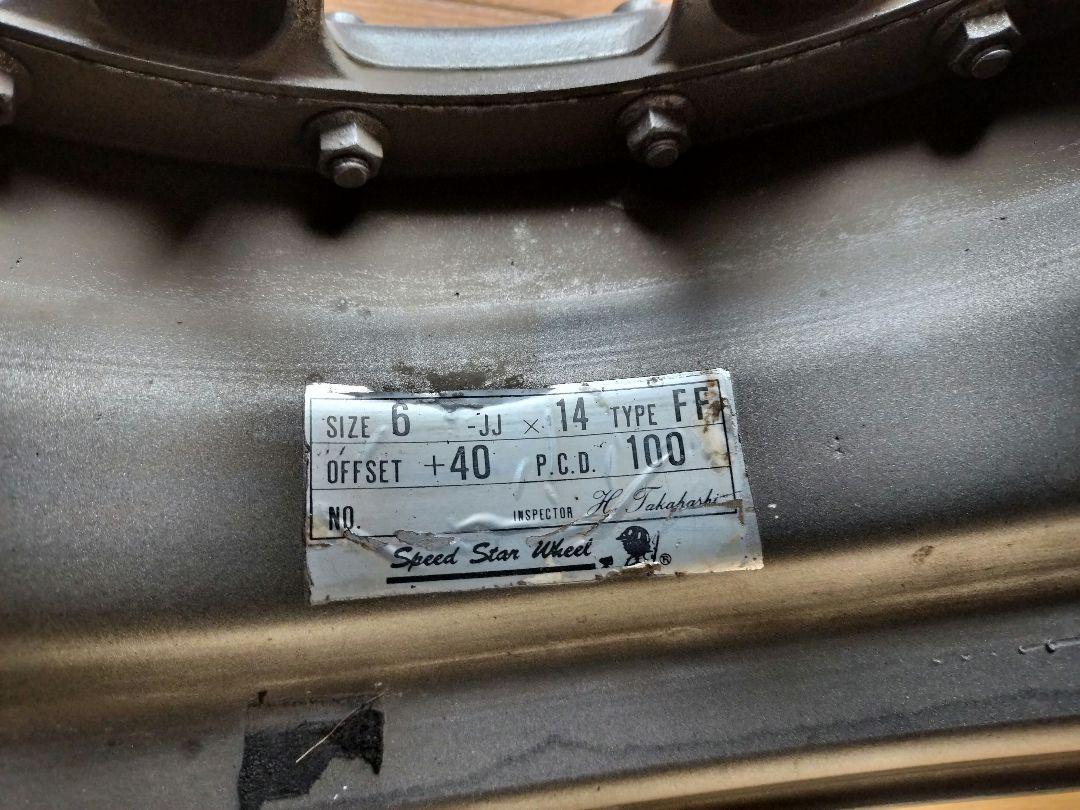 SIZE 6 -JJ × 14 TYPE FF
OFFSET +40 P.C.D. 100
NO. INSPECTOR H. Takahashi
Speed Star Wheel ®